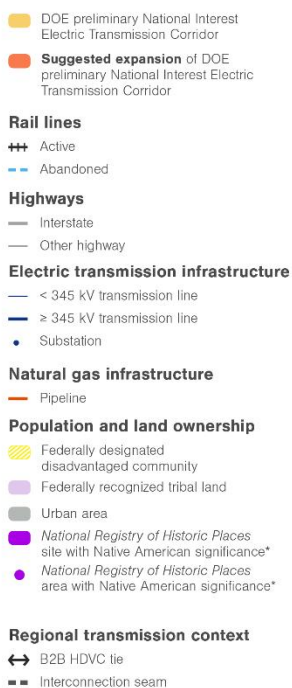 DOE preliminary National Interest
Electric Transmission Corridor
Suggested expansion of DOE
preliminary National Interest Electric
Transmission Corridor
Rail lines
Active
Abandoned
Highways
Interstate
Other highway
Electric transmission infrastructure
< 345 kV transmission line
≥ 345 kV transmission line
Substation
Natural gas infrastructure
Pipeline
Population and land ownership
Federally designated
disadvantaged community
Federally recognized tribal land
Urban area
National Registry of Historic Places
site with Native American significance*
National Registry of Historic Places
area with Native American significance*
Regional transmission context
B2B HDVC tie
Interconnection seam